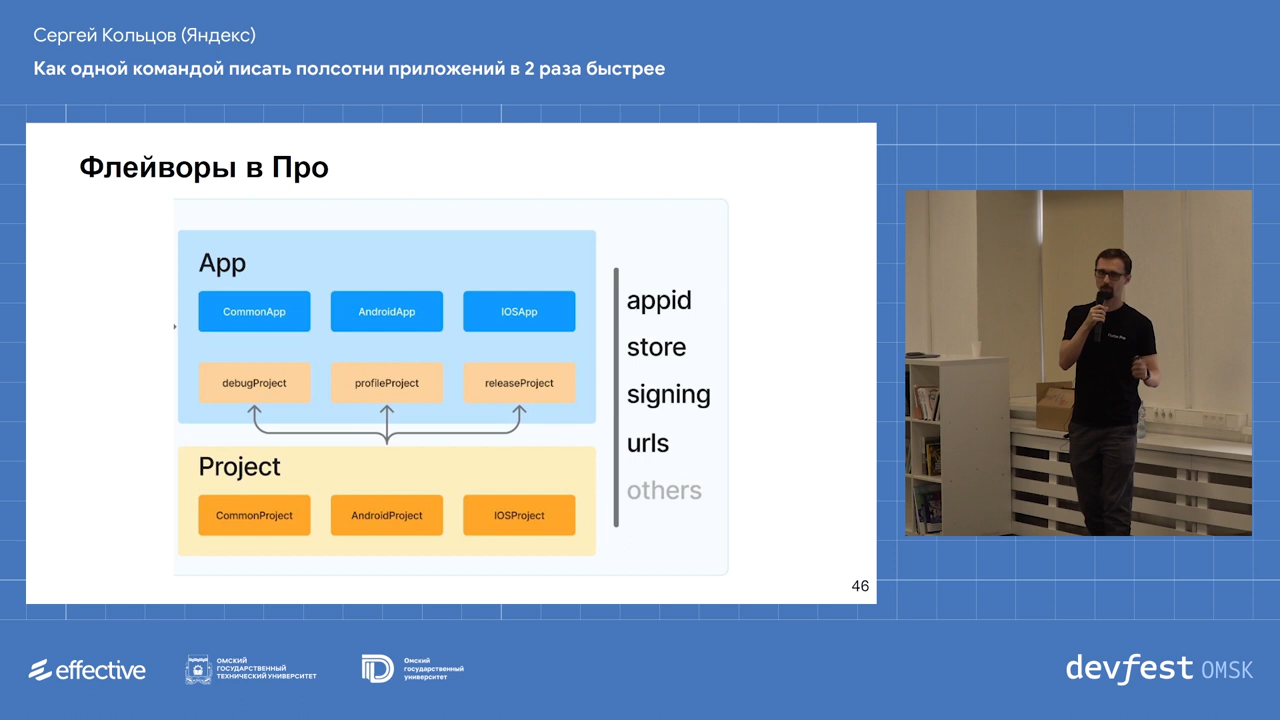 Сергей Кольцов (Яндекс)
Как одной командой писать полсотни приложений в 2 раза быстрее
Флейворы в Про
App
CommonApp
AndroidApp
IOSApp
debugProject
profileProject
releaseProject
Project
CommonProject
AndroidProject
IOSProject
appid
store
signing
urls
others
46
effective
ОМСКИЙ
ГОСУДАРСТВЕННЫЙ
ТЕХНИЧЕСКИЙ УНИВЕРСИТЕТ
Омский
государственный
университет
devfest OMSK